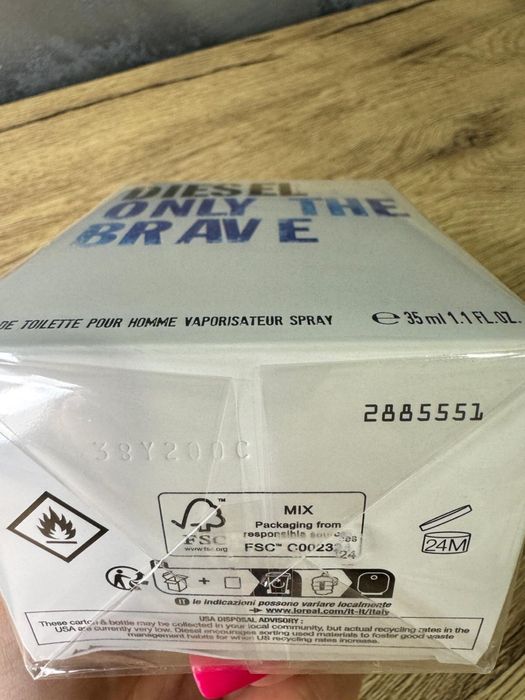 DIESEL
ONLY THE
BRAVE
DE TOILETTE POUR HOMME VAPORISATEUR SPRAY
e 35 ml 1.1 FL.OZ.
2885551
38Y200C
FSC
www.fsc.org
MIX
Packaging from
responsible
FSC™ C0023
24M
+
IT le indicazioni possono variare localmente
www.loreal.com/it-it/italy
USA DISPOSAL ADVISORY :
These carton & bottle may be collected in your local community, but actual recycling rates in the
USA are currently very low. Diesel encourages sorting used materials to foster good waste
management habits for when US recycling rates increase.